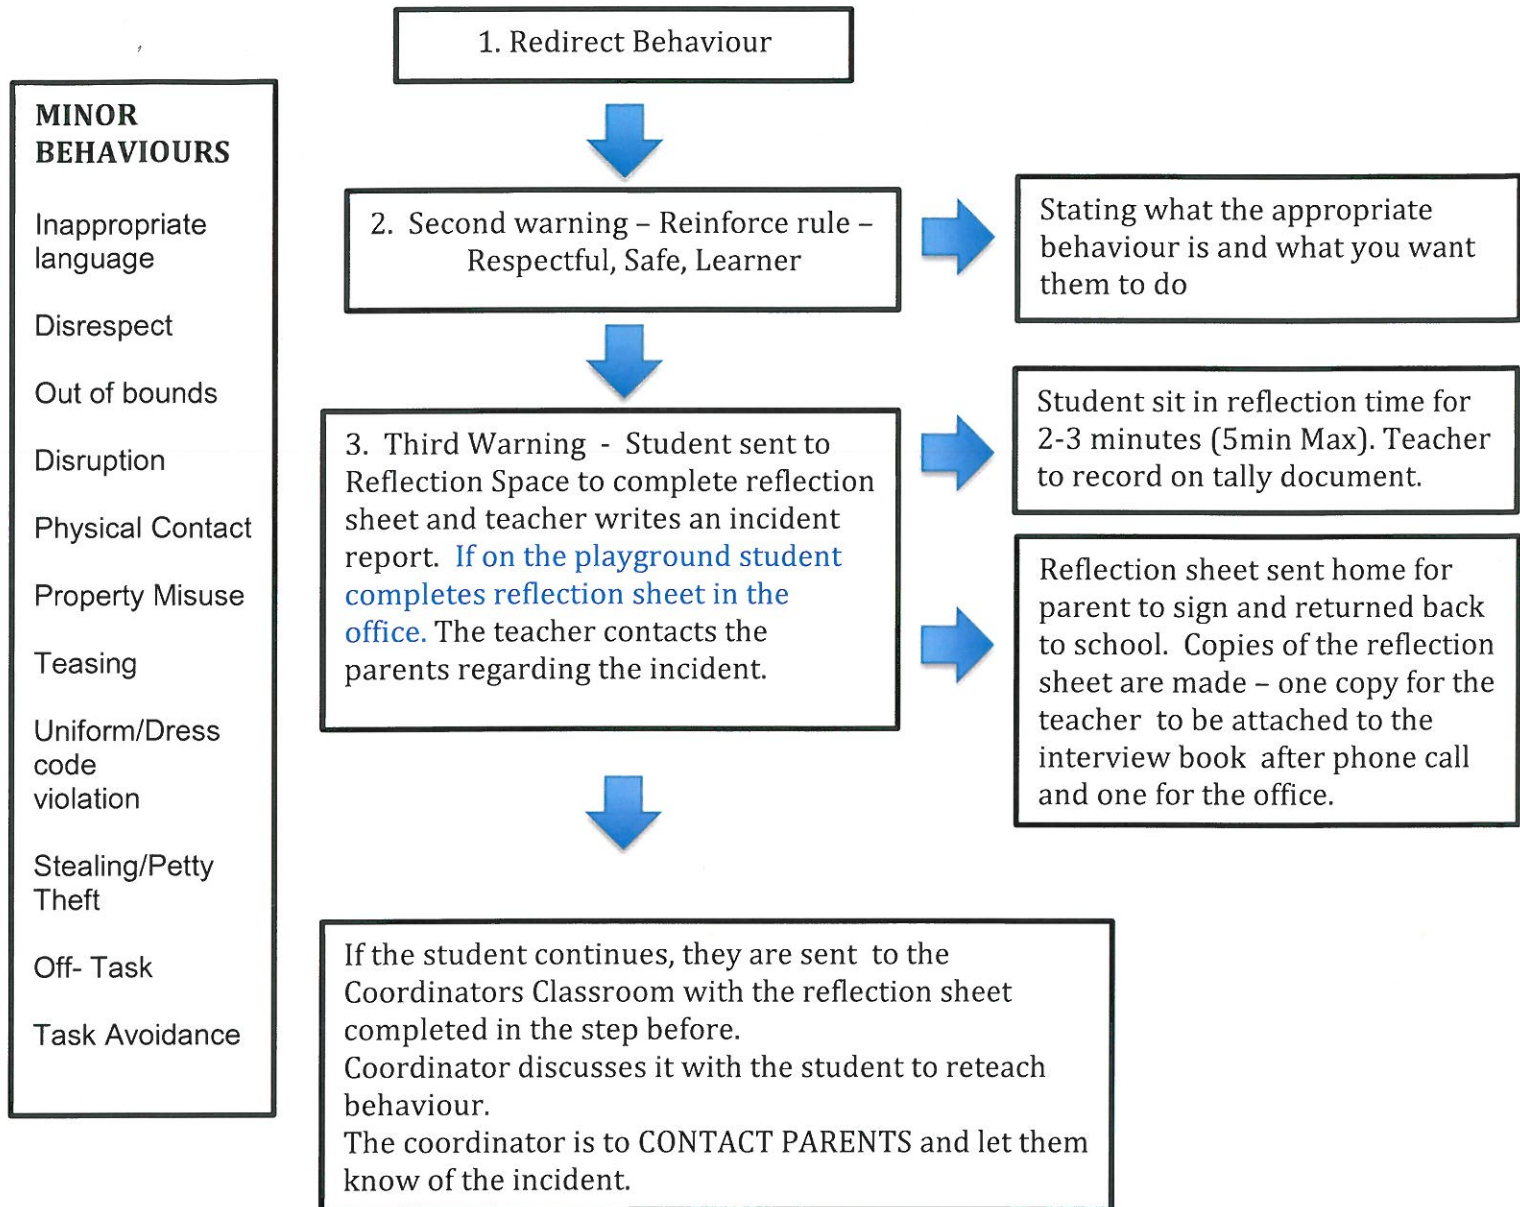 1. Redirect Behaviour
MINOR
BEHAVIOURS
Inappropriate
language
Disrespect
Out of bounds
Disruption
Physical Contact
Property Misuse
Teasing
Uniform/Dress
code
violation
Stealing/Petty
Theft
Off- Task
Task Avoidance
2. Second warning – Reinforce rule –
Respectful, Safe, Learner
Stating what the appropriate
behaviour is and what you want
them to do
3. Third Warning - Student sent to
Reflection Space to complete reflection
sheet and teacher writes an incident
report. If on the playground student
completes reflection sheet in the
office. The teacher contacts the
parents regarding the incident.
Student sit in reflection time for
2-3 minutes (5min Max). Teacher
to record on tally document.
Reflection sheet sent home for
parent to sign and returned back
to school. Copies of the reflection
sheet are made – one copy for the
teacher to be attached to the
interview book after phone call
and one for the office.
If the student continues, they are sent to the
Coordinators Classroom with the reflection sheet
completed in the step before.
Coordinator discusses it with the student to reteach
behaviour.
The coordinator is to CONTACT PARENTS and let them
know of the incident.